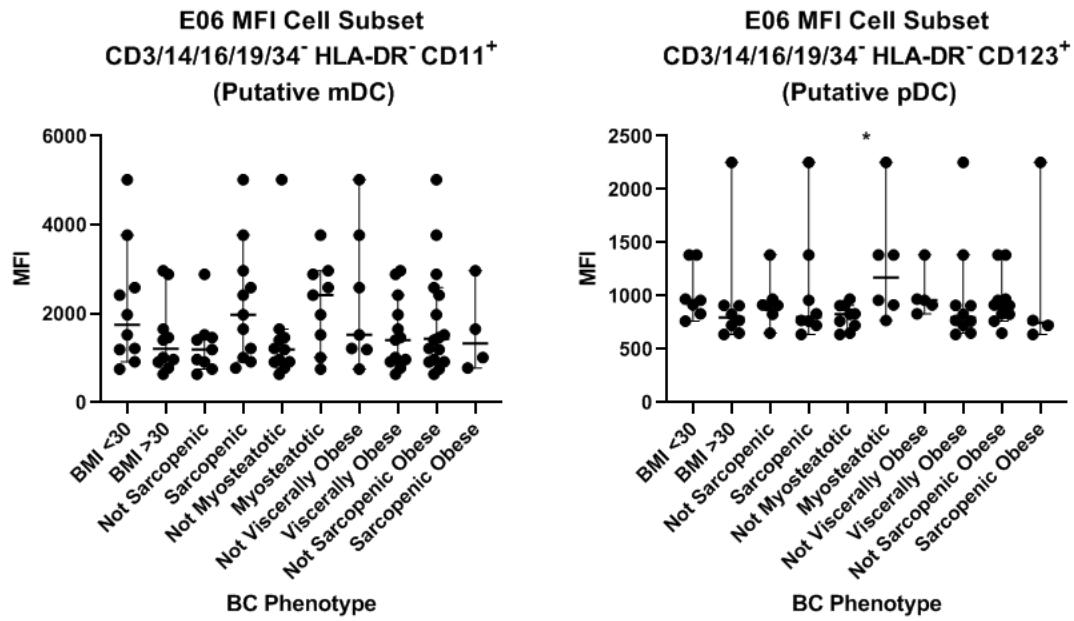 E06 MFI Cell Subset
CD3/14/16/19/34⁻ HLA-DR⁻ CD11⁺
(Putative mDC)
6000
4000
2000
0
MFI
BMI <30
BMI >30
Not Sarcopenic
Sarcopenic
Not Myosteatotic
Myosteatotic
Not Viscerally Obese
Viscerally Obese
Not Sarcopenic Obese
Sarcopenic Obese
BC Phenotype
E06 MFI Cell Subset
CD3/14/16/19/34⁻ HLA-DR⁻ CD123⁺
(Putative pDC)
*
2500
2000
1500
1000
500
0
MFI
BMI <30
BMI >30
Not Sarcopenic
Sarcopenic
Not Myosteatotic
Myosteatotic
Not Viscerally Obese
Viscerally Obese
Not Sarcopenic Obese
Sarcopenic Obese
BC Phenotype